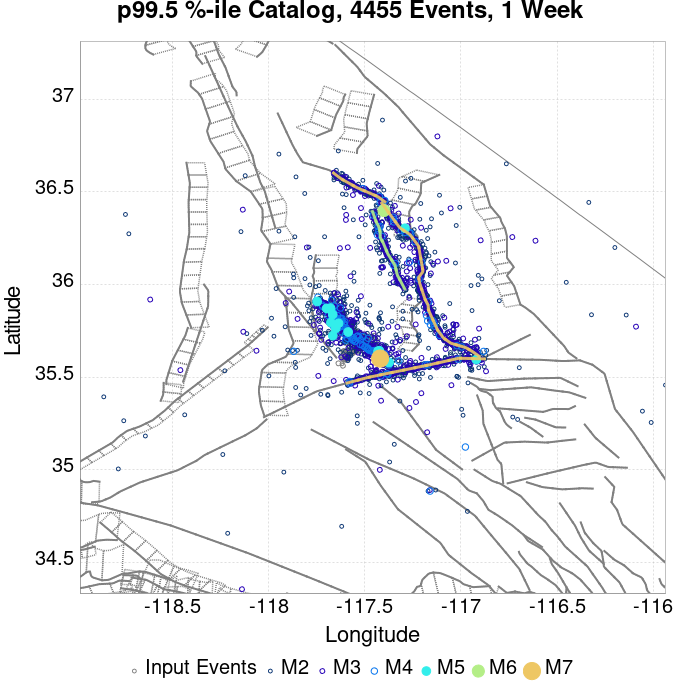 p99.5 %-ile Catalog, 4455 Events, 1 Week
37
36.5
36
35.5
35
34.5
Latitude
-118.5 -118 -117.5 -117 -116.5 -116
Longitude
Input Events M2 M3 M4 M5 M6 M7